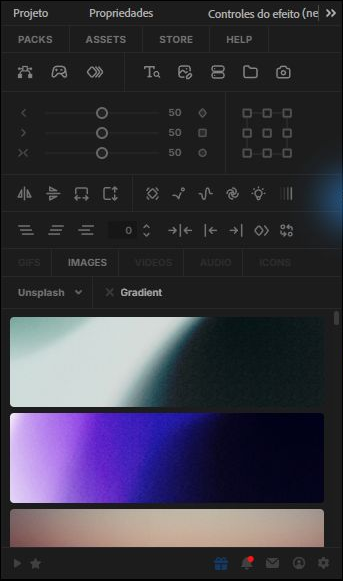 Projeto Propriedades Controles do efeito (ne
PACKS ASSETS STORE HELP
50
50
50
0
GIFS IMAGES VIDEOS AUDIO ICONS
Unsplash Gradient